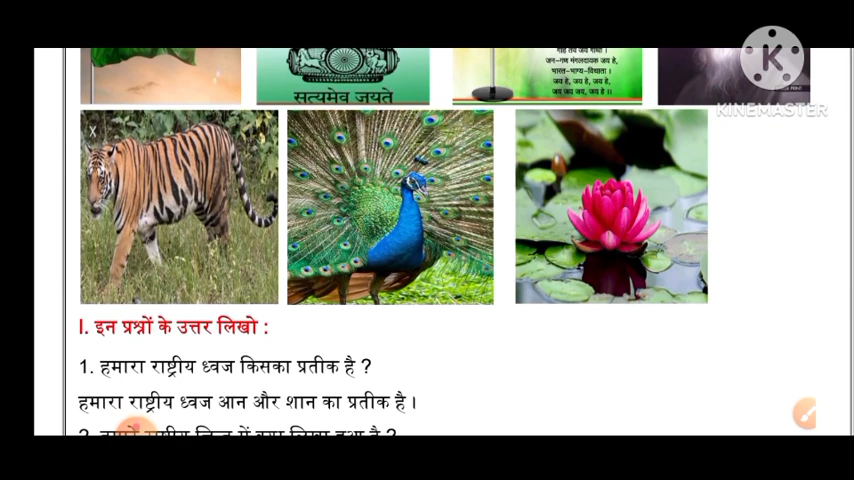 सत्यमेव जयते
जन-गण मंगलदायक जय हे,
भारत-भाग्य-विधाता।
जय हे, जय हे, जय हे,
जय जय जय, जय हे।।
K
KINEMASTER
X
I. इन प्रश्नों के उत्तर लिखो :
1. हमारा राष्ट्रीय ध्वज किसका प्रतीक है ?
हमारा राष्ट्रीय ध्वज आन और शान का प्रतीक है।